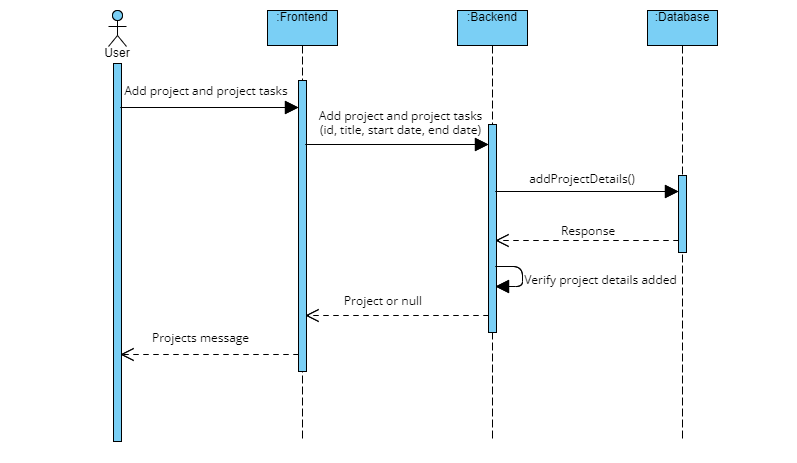 :Frontend
:Backend
:Database
User
Add project and project tasks
Add project and project tasks
(id, title, start date, end date)
addProjectDetails()
Response
Verify project details added
Project or null
Projects message